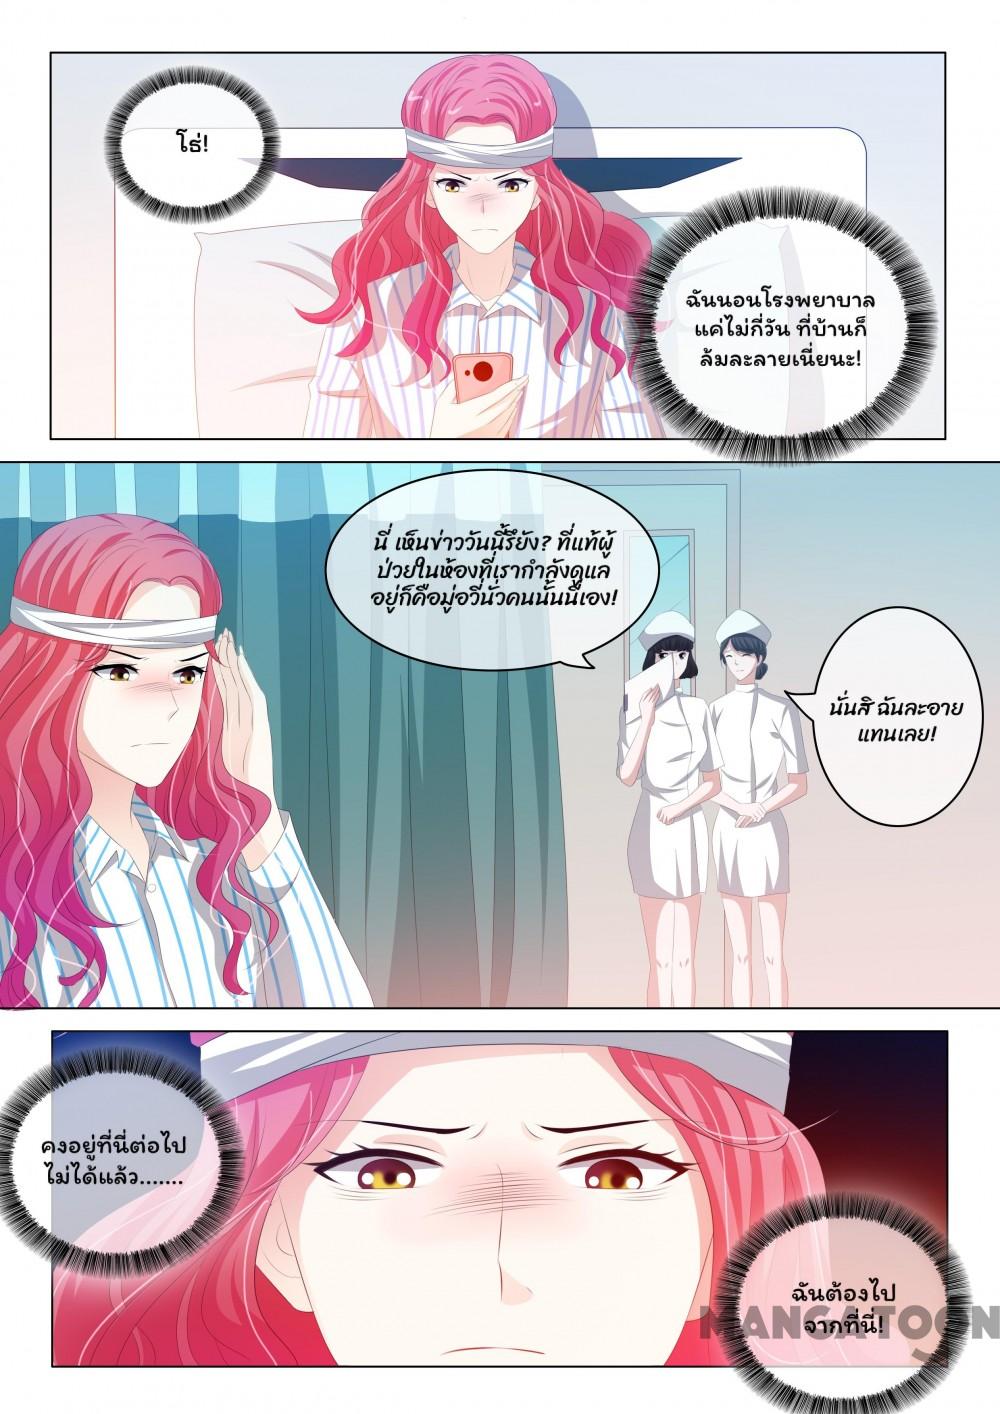 โธ่!
ฉันนอนโรงพยาบาล
แค่ไม่กี่วัน ที่บ้านก็
ล้มละลายเนี่ยนะ!
นี่ เห็นข่าววันนี้รึยัง? ที่แท้ผู้
ป่วยในห้องที่เรากำลังดูแล
อยู่ก็คือมู่อวี่นั่วคนนั้นนี่เอง!
นั่นสิ ฉันละอาย
แทนเลย!
คงอยู่ที่นี่ต่อไป
ไม่ได้แล้ว.......
ฉันต้องไป
จากที่นี่!
MANGATOON